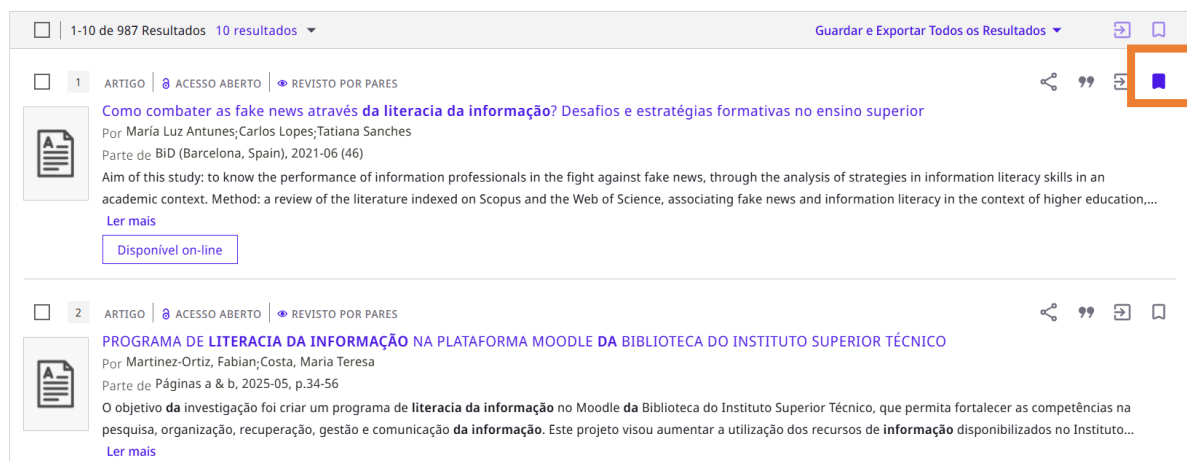 1-10 de 987 Resultados 10 resultados Guardar e Exportar Todos os Resultados
1 ARTIGO ACESSO ABERTO REVISTO POR PARES
Como combater as fake news através da literacia da informação? Desafios e estratégias formativas no ensino superior
Por María Luz Antunes;Carlos Lopes;Tatiana Sanches
Parte de BiD (Barcelona, Spain), 2021-06 (46)
Aim of this study: to know the performance of information professionals in the fight against fake news, through the analysis of strategies in information literacy skills in an
academic context. Method: a review of the literature indexed on Scopus and the Web of Science, associating fake news and information literacy in the context of higher education,...
Ler mais
Disponível on-line
2 ARTIGO ACESSO ABERTO REVISTO POR PARES
PROGRAMA DE LITERACIA DA INFORMAÇÃO NA PLATAFORMA MOODLE DA BIBLIOTECA DO INSTITUTO SUPERIOR TÉCNICO
Por Martinez-Ortiz, Fabian;Costa, Maria Teresa
Parte de Páginas a & b, 2025-05, p.34-56
O objetivo da investigação foi criar um programa de literacia da informação no Moodle da Biblioteca do Instituto Superior Técnico, que permita fortalecer as competências na
pesquisa, organização, recuperação, gestão e comunicação da informação. Este projeto visou aumentar a utilização dos recursos de informação disponibilizados no Instituto...
Ler mais